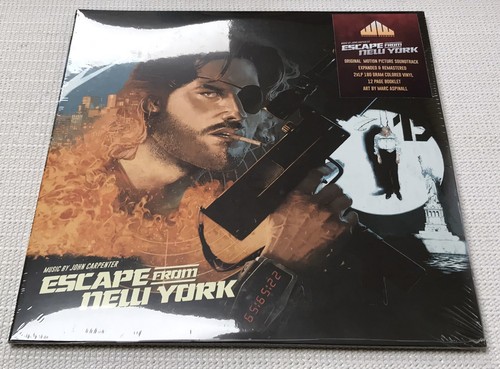 ESCAPE FROM
NEW YORK
ORIGINAL MOTION PICTURE SOUNDTRACK
EXPANDED & REMASTERED
2XLP 180 GRAM COLORED VINYL
12 PAGE BOOKLET
ART BY MARC ASPINALL
MUSIC BY JOHN CARPENTER
ESCAPE FROM
NEW YORK